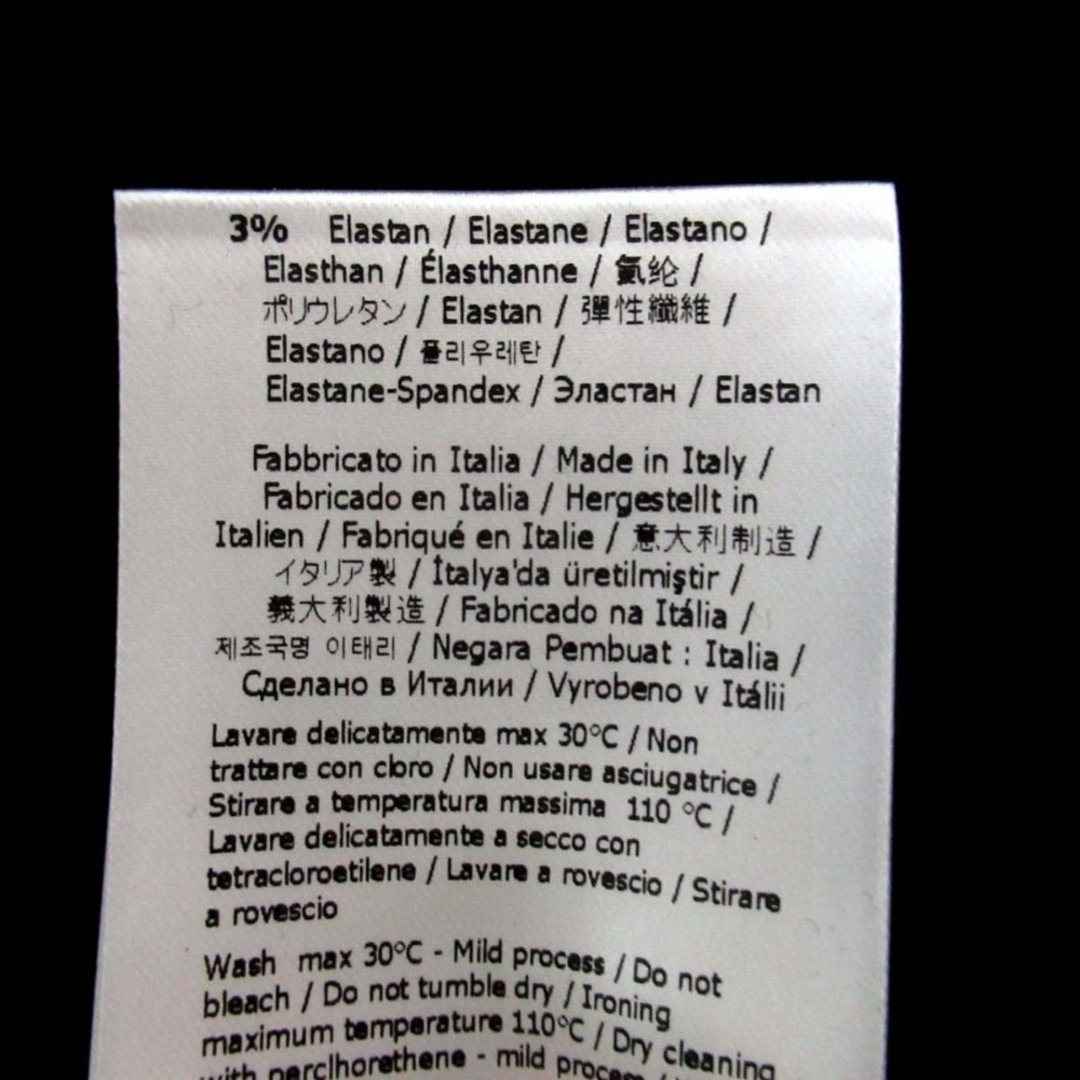 3% Elastan / Elastane / Elastano /
Elasthan / Élasthanne / 氨纶 /
ポリウレタン / Elastan / 彈性纖維 /
Elastano / 폴리우레탄 /
Elastane-Spandex / Эластан / Elastan
Fabbricato in Italia / Made in Italy /
Fabricado en Italia / Hergestellt in
Italien / Fabriqué en Italie / 意大利制造 /
イタリア製 / İtalya'da üretilmiştir /
義大利製造 / Fabricado na Itália /
제조국명 이태리 / Negara Pembuat : Italia /
Сделано в Италии / Vyrobeno v Itálii
Lavare delicatamente max 30°C / Non
trattare con cloro / Non usare asciugatrice /
Stirare a temperatura massima 110 °C /
Lavare delicatamente a secco con
tetracloroetilene / Lavare a rovescio / Stirare
a rovescio
Wash max 30°C - Mild process / Do not
bleach / Do not tumble dry / Ironing
maximum temperature 110°C / Dry cleaning
with perclhorethene - mild process /